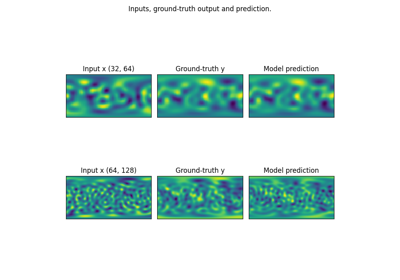 Inputs, ground-truth output and prediction.
Input x (32, 64) Ground-truth y Model prediction
Input x (64, 128) Ground-truth y Model prediction